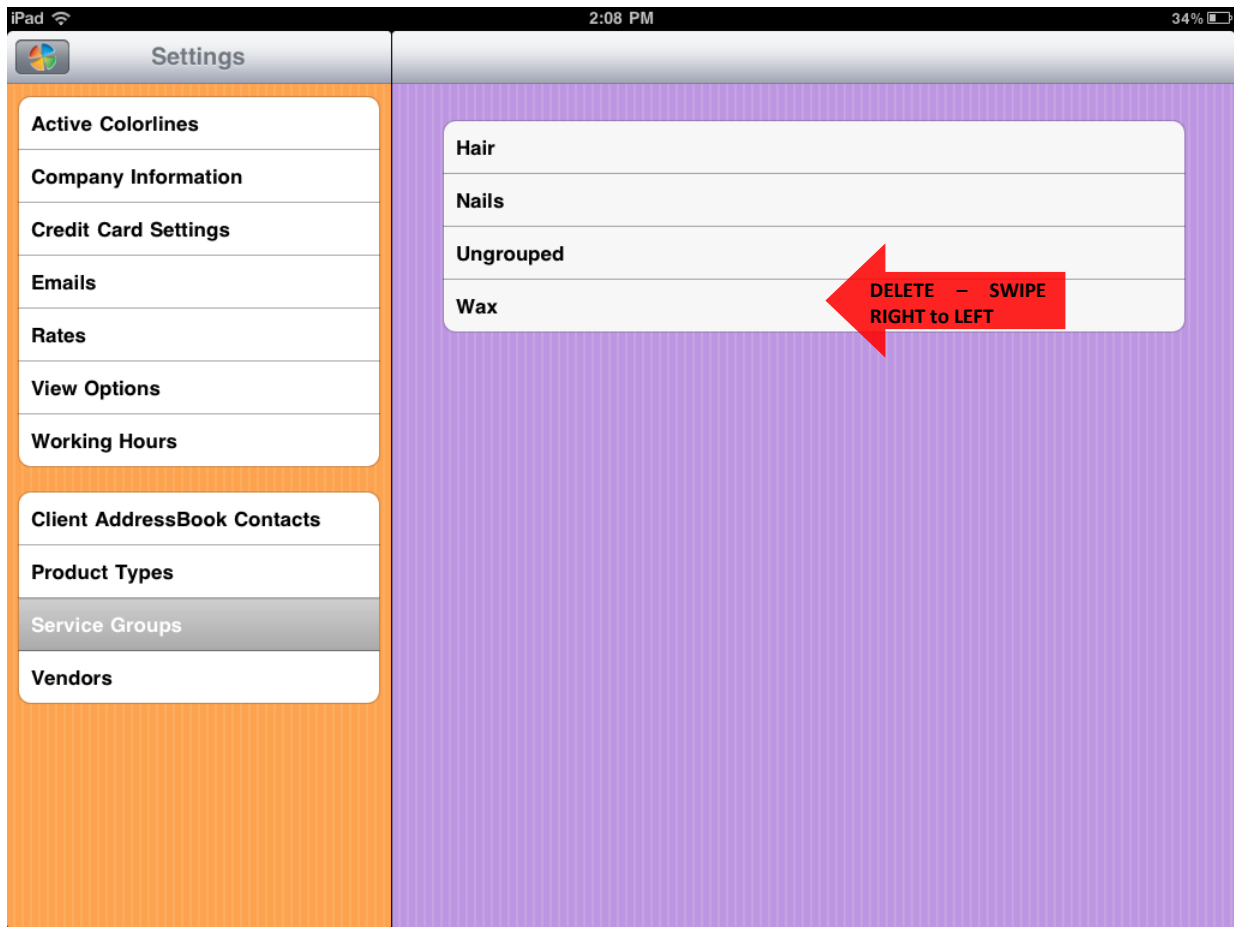 iPad 2:08 PM 34%
Settings
Active Colorlines
Company Information
Credit Card Settings
Emails
Rates
View Options
Working Hours
Client AddressBook Contacts
Product Types
Service Groups
Vendors
Hair
Nails
Ungrouped
Wax
DELETE – SWIPE
RIGHT to LEFT